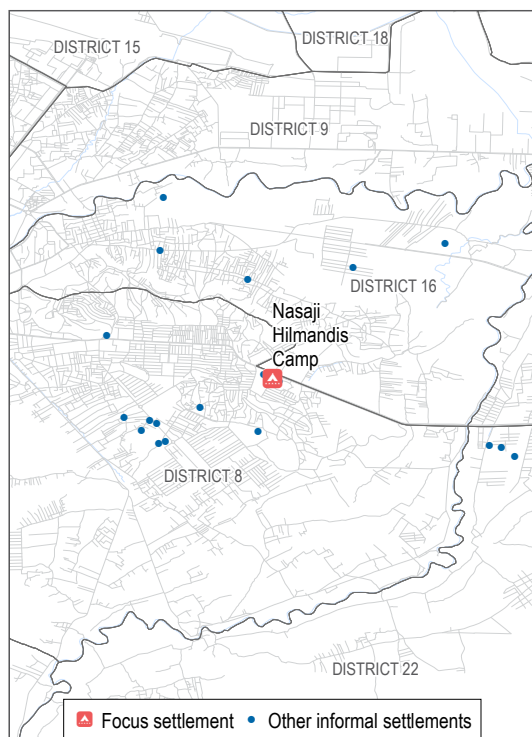 DISTRICT 15
DISTRICT 18
DISTRICT 9
DISTRICT 16
Nasaji
Hilmandis
Camp
DISTRICT 8
DISTRICT 22
Focus settlement
Other informal settlements